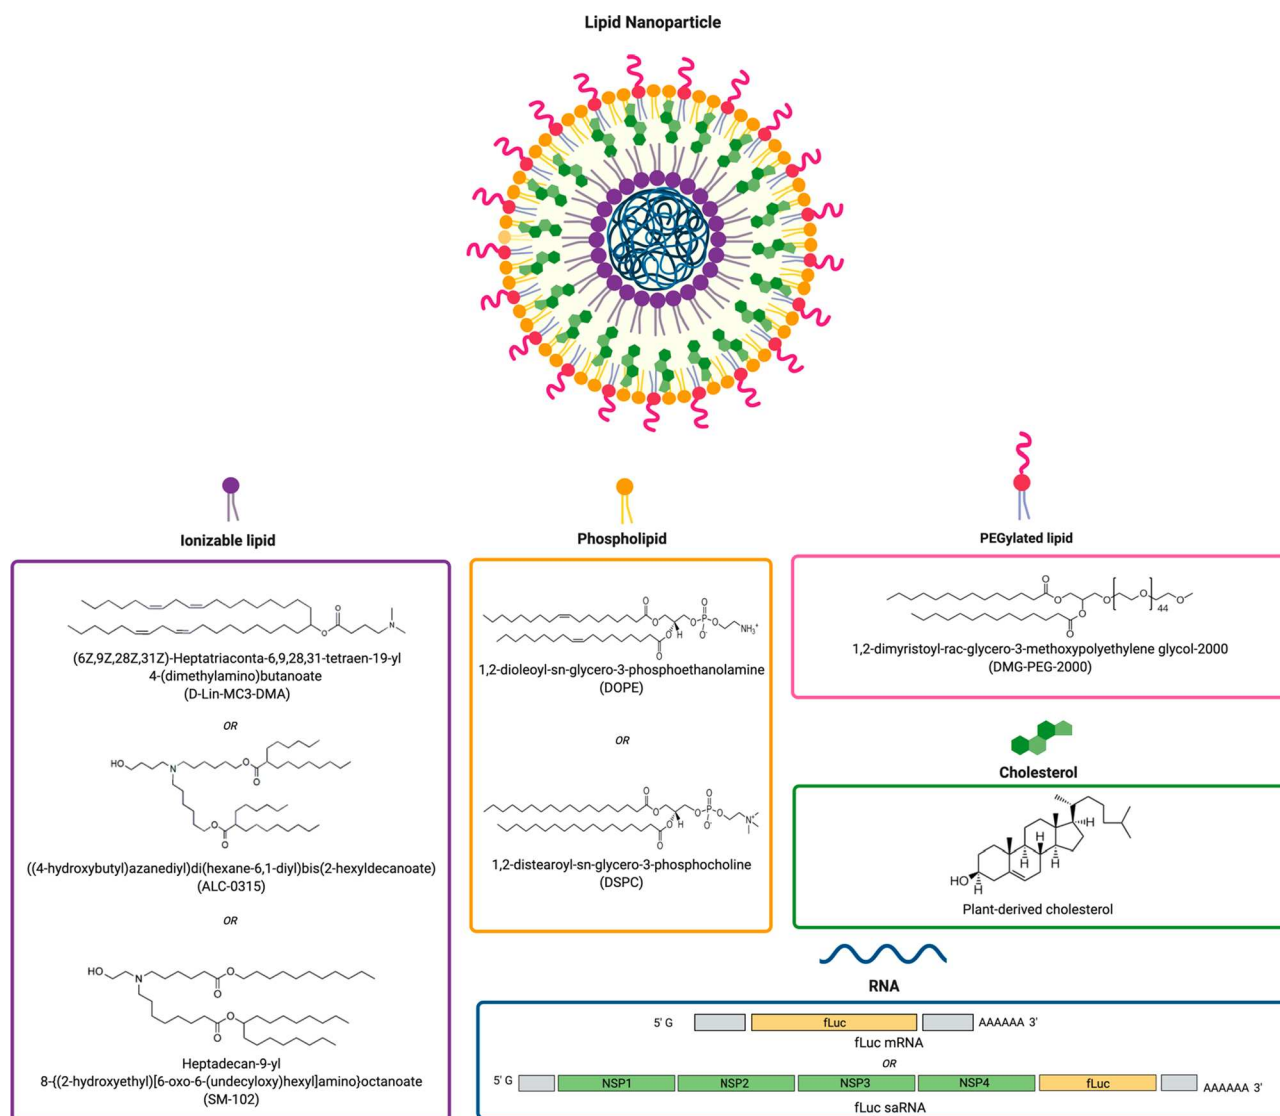 Lipid Nanoparticle
Ionizable lipid
(6Z,9Z,28Z,31Z)-Heptatriaconta-6,9,28,31-tetraen-19-yl
4-(dimethylamino)butanoate
(D-Lin-MC3-DMA)
O
O
N
OR
HO
N
O
O
O
O
((4-hydroxybutyl)azanediyl)di(hexane-6,1-diyl)bis(2-hexyldecanoate)
(ALC-0315)
OR
HO
N
O
O
O
O
Heptadecan-9-yl
8-{(2-hydroxyethyl)[6-oxo-6-(undecyloxy)hexyl]amino}octanoate
(SM-102)
Phospholipid
O
O
O
P
O
O
O⁻
NH₃⁺
O
O
H
1,2-dioleoyl-sn-glycero-3-phosphoethanolamine
(DOPE)
OR
O
O
O
P
O
O
O⁻
N⁺
O
O
H
1,2-distearoyl-sn-glycero-3-phosphocholine
(DSPC)
PEGylated lipid
O
O
O
O
O
O
O
44
1,2-dimyristoyl-rac-glycero-3-methoxypolyethylene glycol-2000
(DMG-PEG-2000)
Cholesterol
H
H
H
H
HO
H
Plant-derived cholesterol
RNA
5' G fLuc AAAAAA 3'
fLuc mRNA
OR
5' G NSP1 NSP2 NSP3 NSP4 fLuc AAAAAA 3'
fLuc saRNA